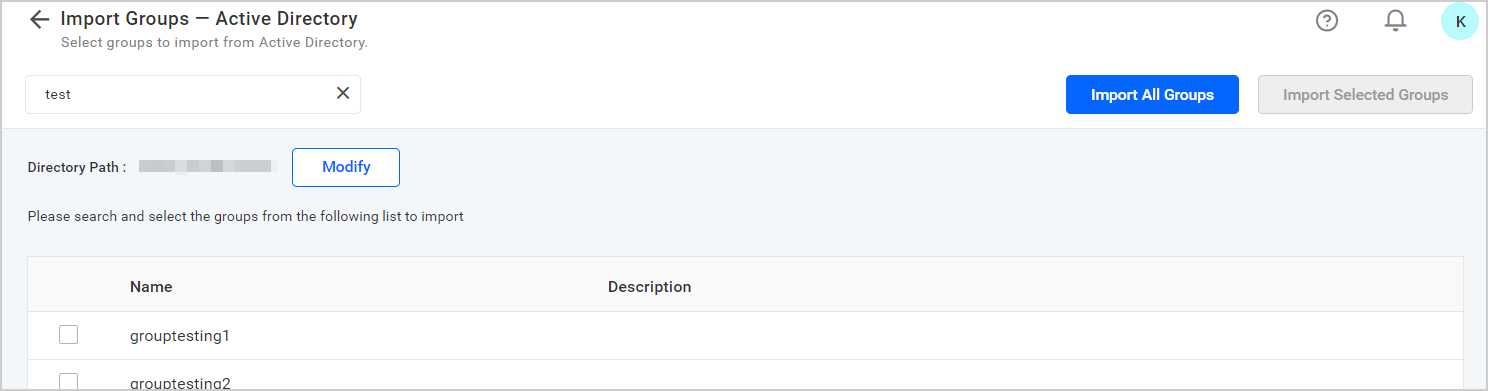 Import Groups — Active Directory
Select groups to import from Active Directory.
K
test
Import All Groups
Import Selected Groups
Directory Path :
Modify
Please search and select the groups from the following list to import
Name
Description
grouptesting1
grouptesting2